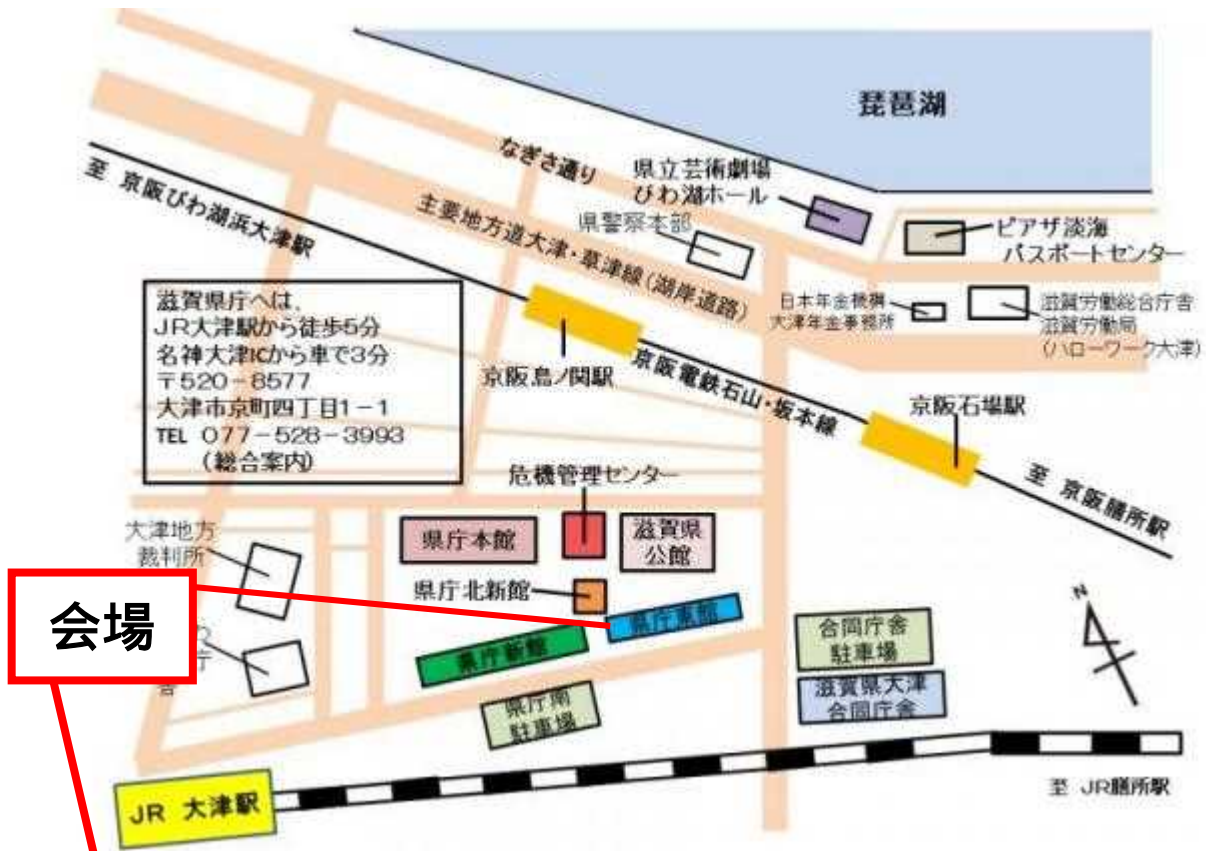 琵琶湖
なぎさ通り
県立芸術劇場
びわ湖ホール
至 京阪びわ湖浜大津駅
主要地方道大津・草津線(湖岸道路)
県警察本部
ピアザ淡海
パスポートセンター
滋賀県庁へは、
JR大津駅から徒歩5分
名神大津ICから車で3分
〒520-8577
大津市京町四丁目1-1
TEL 077-528-3993
(総合案内)
日本年金機構
大津年金事務所
滋賀労働総合庁舎
滋賀労働局
(ハローワーク大津)
京阪島ノ関駅
京阪電鉄石山・坂本線
京阪石場駅
至 京阪膳所駅
危機管理センター
大津地方
裁判所
県庁本館
滋賀県
公館
県庁北新館
会場
庁
舎
県庁東館
県庁新館
合同庁舎
駐車場
N
滋賀県大津
合同庁舎
県庁南
駐車場
JR 大津駅
至 JR膳所駅